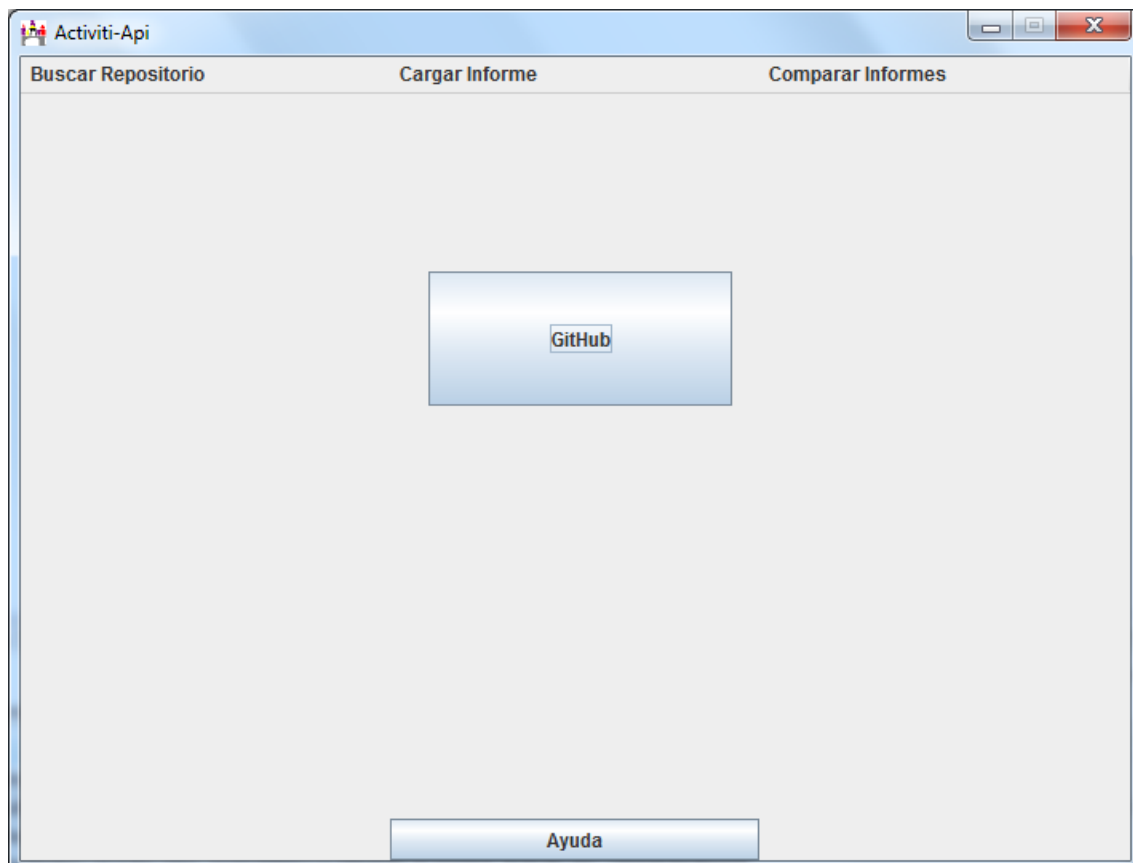 Activiti-Api
Buscar Repositorio Cargar Informe Comparar Informes
GitHub
Ayuda